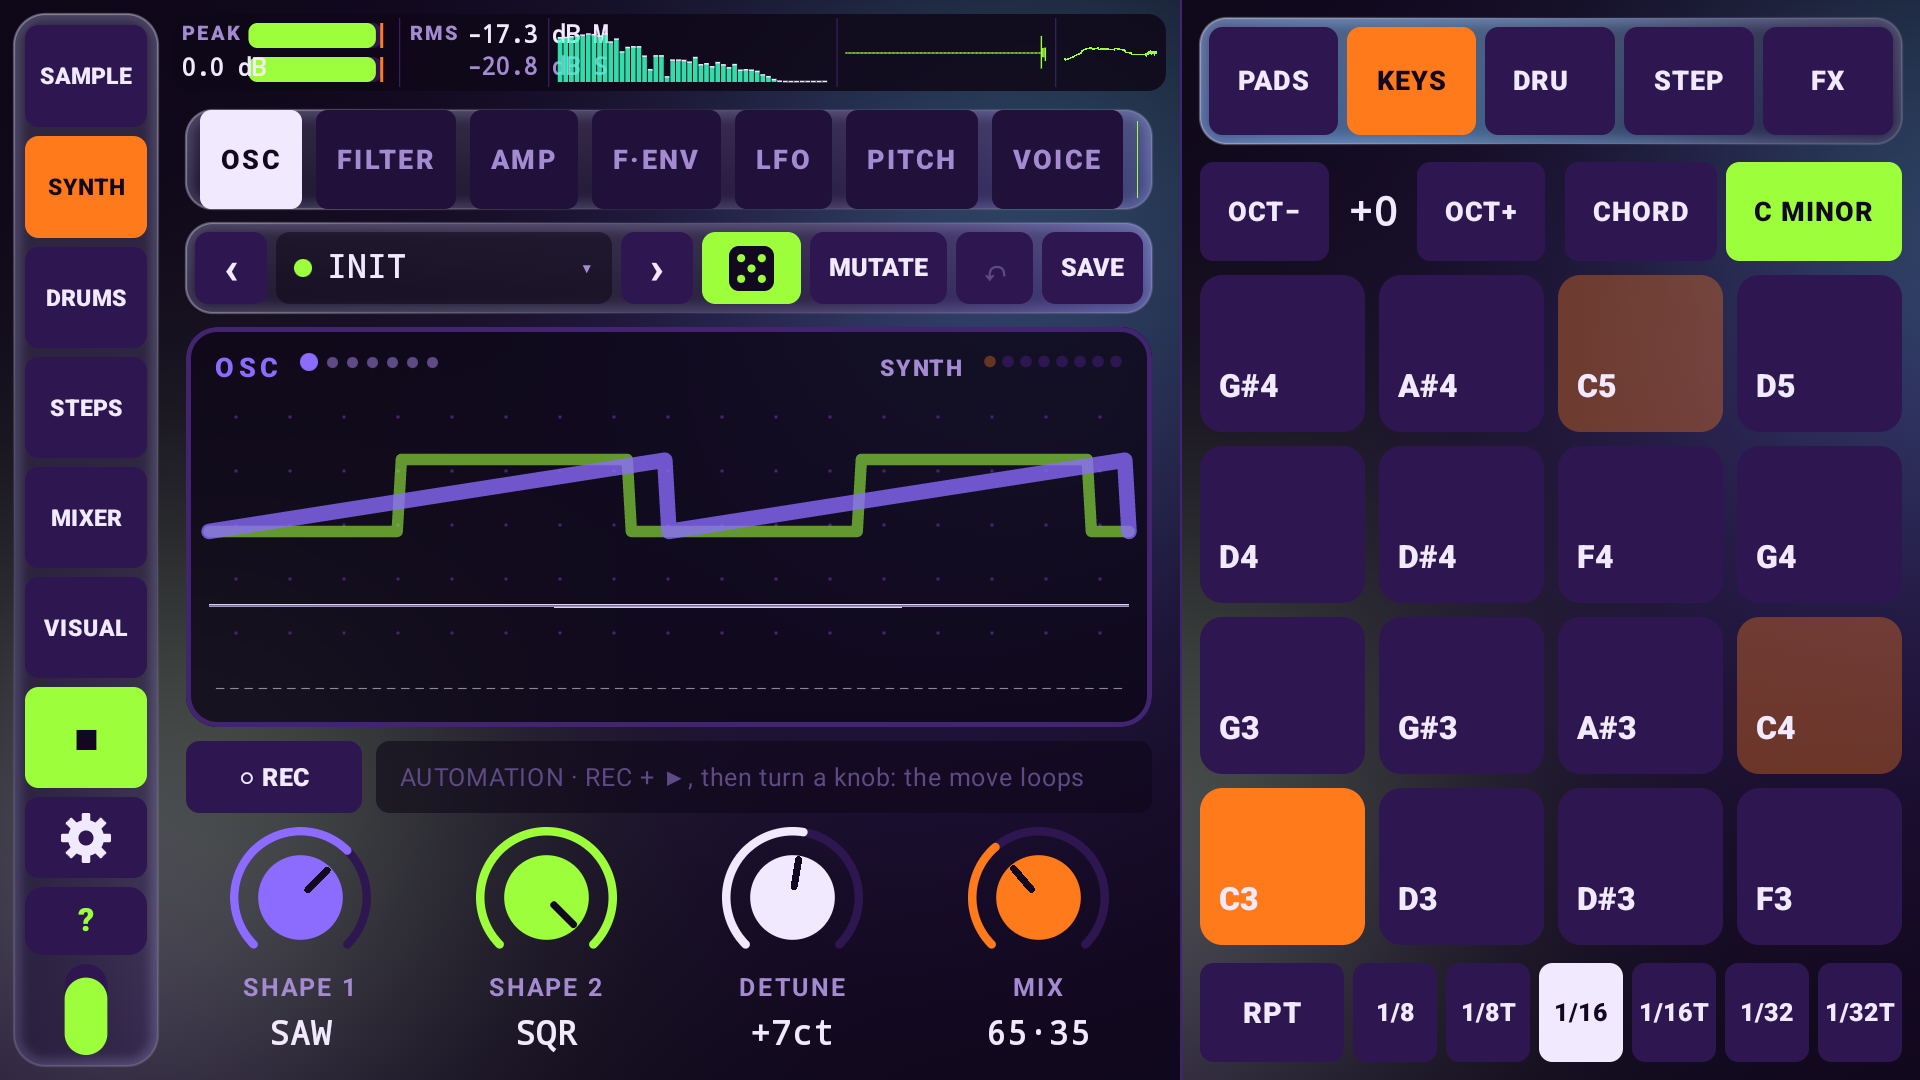 SAMPLE
SYNTH
DRUMS
STEPS
MIXER
VISUAL
?
PEAK
0.0 dB
RMS -17.3 dB M
-20.8 dB S
OSC FILTER AMP F·ENV LFO PITCH VOICE
‹ INIT ▾ › MUTATE SAVE
OSC
SYNTH
REC
AUTOMATION · REC + ►, then turn a knob: the move loops
SHAPE 1 SHAPE 2 DETUNE MIX
SAW SQR +7ct 65·35
PADS KEYS DRU STEP FX
OCT− +0 OCT+ CHORD C MINOR
G#4 A#4 C5 D5
D4 D#4 F4 G4
G3 G#3 A#3 C4
C3 D3 D#3 F3
RPT 1/8 1/8T 1/16 1/16T 1/32 1/32T